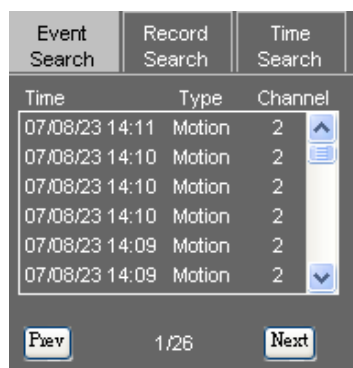 Event Search
Record Search
Time Search
Time Type Channel
07/08/23 14:11 Motion 2
07/08/23 14:10 Motion 2
07/08/23 14:10 Motion 2
07/08/23 14:10 Motion 2
07/08/23 14:09 Motion 2
07/08/23 14:09 Motion 2
Prev 1/26 Next